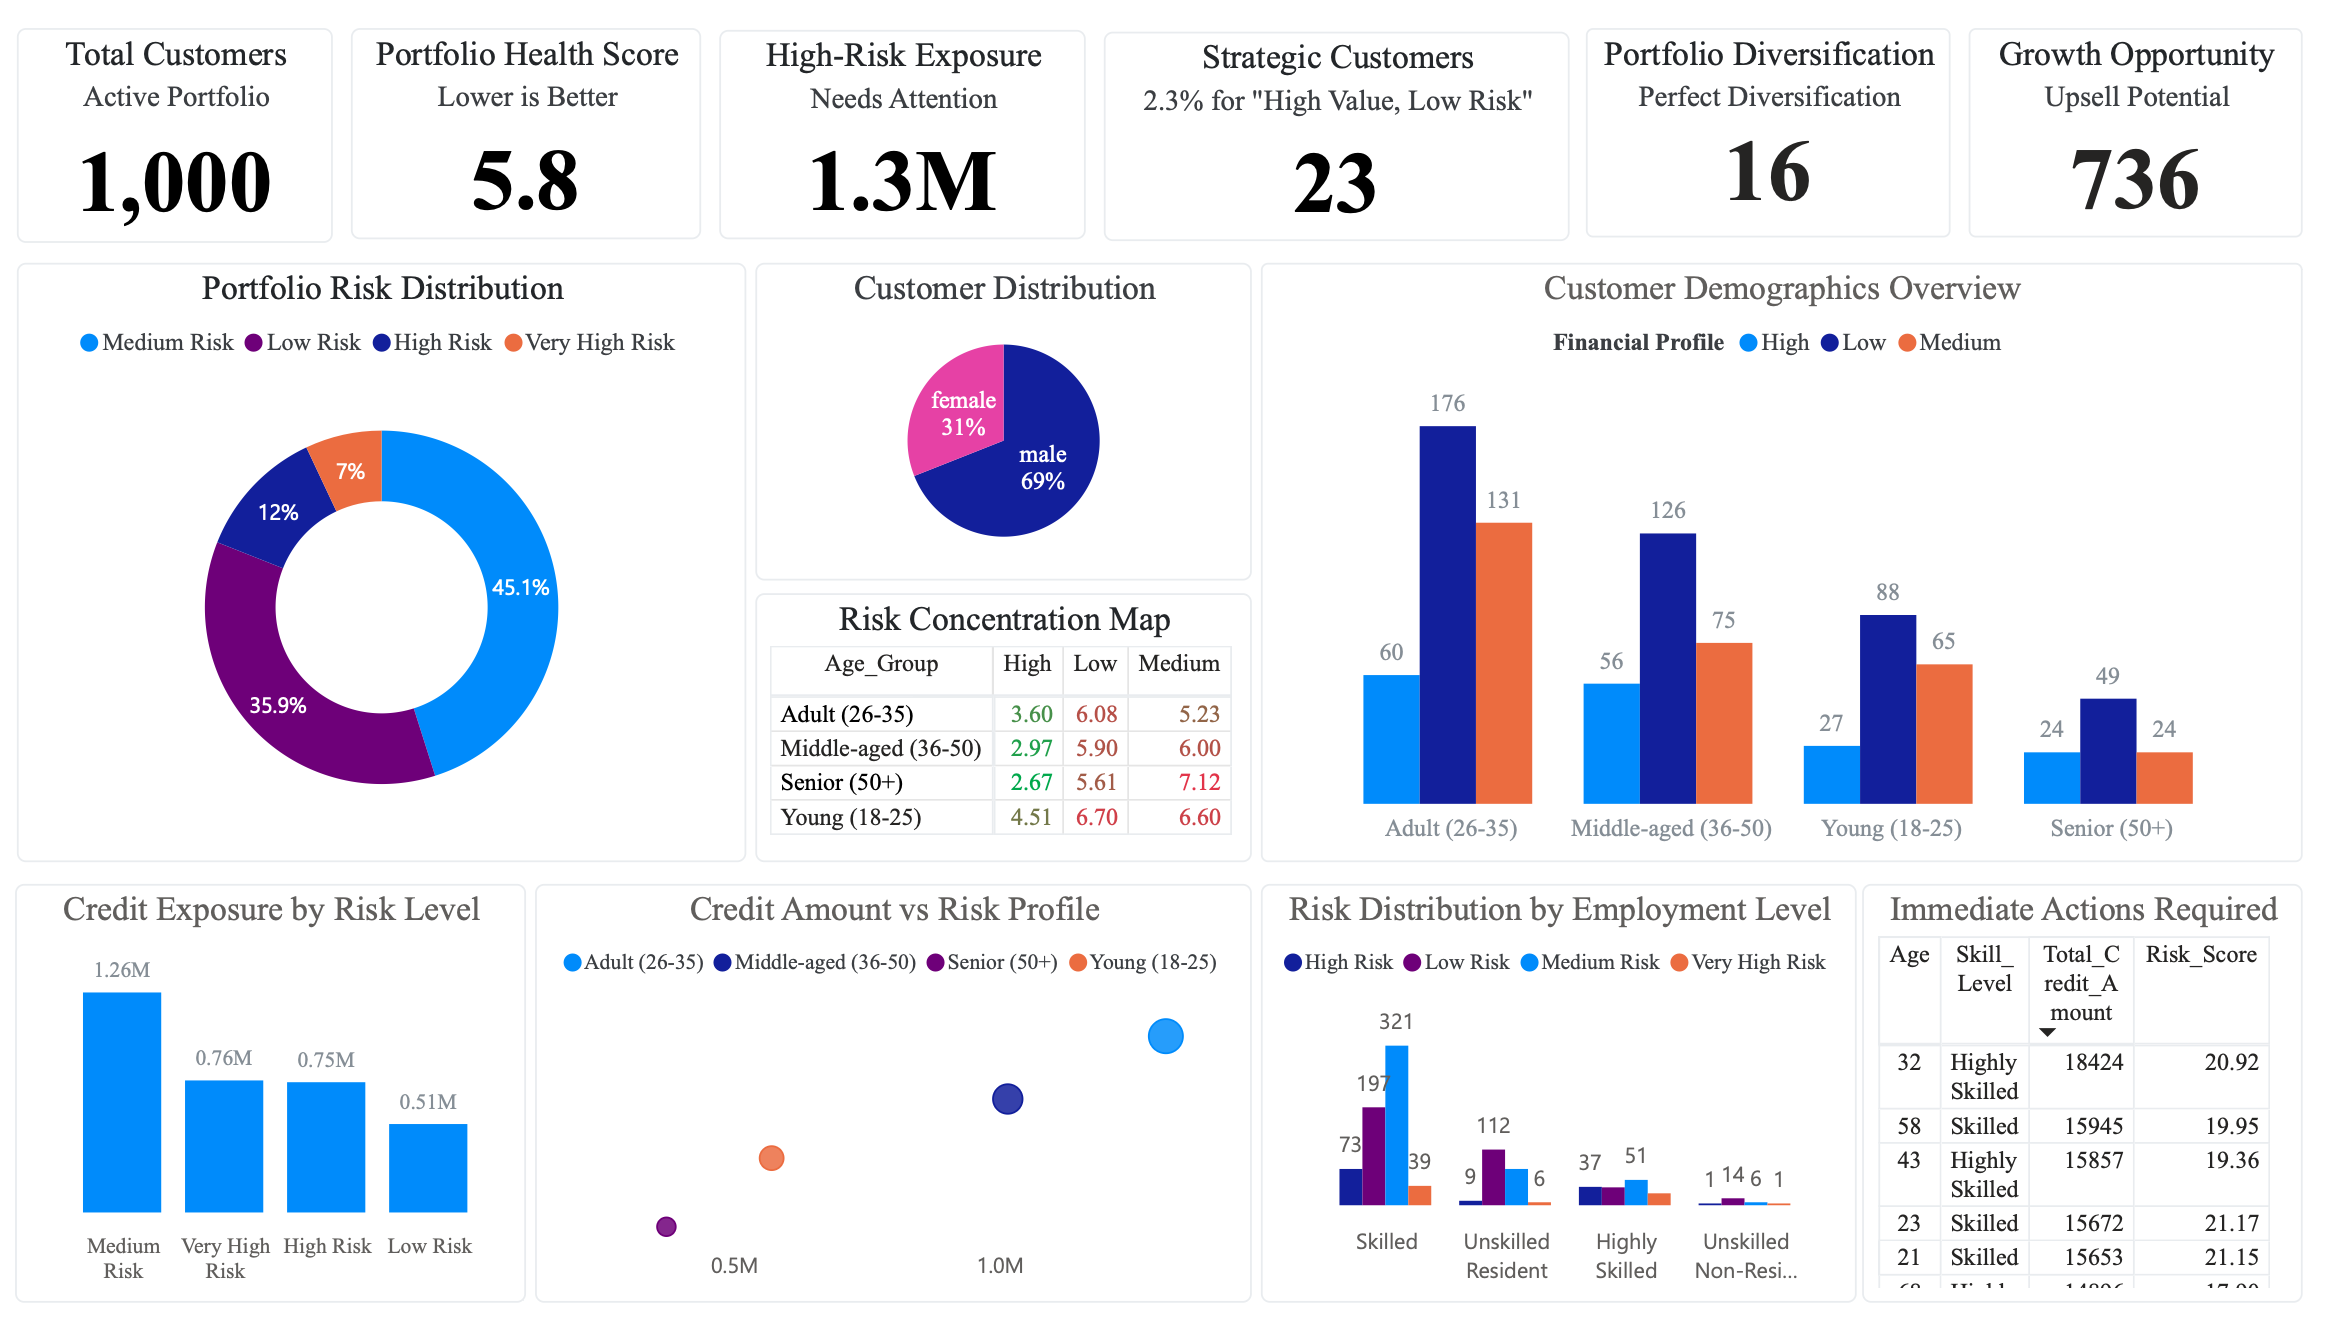 Total Customers
Active Portfolio
1,000
Portfolio Health Score
Lower is Better
5.8
High-Risk Exposure
Needs Attention
1.3M
Strategic Customers
2.3% for "High Value, Low Risk"
23
Portfolio Diversification
Perfect Diversification
16
Growth Opportunity
Upsell Potential
736
Portfolio Risk Distribution
Medium Risk Low Risk High Risk Very High Risk
7%
12%
45.1%
35.9%
Customer Distribution
female
31%
male
69%
Risk Concentration Map
Age_Group High Low Medium
Adult (26-35) 3.60 6.08 5.23
Middle-aged (36-50) 2.97 5.90 6.00
Senior (50+) 2.67 5.61 7.12
Young (18-25) 4.51 6.70 6.60
Customer Demographics Overview
Financial Profile High Low Medium
60 176 131
56 126 75
27 88 65
24 49 24
Adult (26-35) Middle-aged (36-50) Young (18-25) Senior (50+)
Credit Exposure by Risk Level
1.26M
0.76M
0.75M
0.51M
Medium Very High High Risk Low Risk
Risk Risk
Credit Amount vs Risk Profile
Adult (26-35) Middle-aged (36-50) Senior (50+) Young (18-25)
0.5M 1.0M
Risk Distribution by Employment Level
High Risk Low Risk Medium Risk Very High Risk
73 197 321 39
9 112 6
37 51
1 14 6 1
Skilled Unskilled Highly Unskilled
Resident Skilled Non-Resi...
Immediate Actions Required
Age Skill_ Total_C Risk_Score
Level redit_A
mount
32 Highly 18424 20.92
Skilled
58 Skilled 15945 19.95
43 Highly 15857 19.36
Skilled
23 Skilled 15672 21.17
21 Skilled 15653 21.15